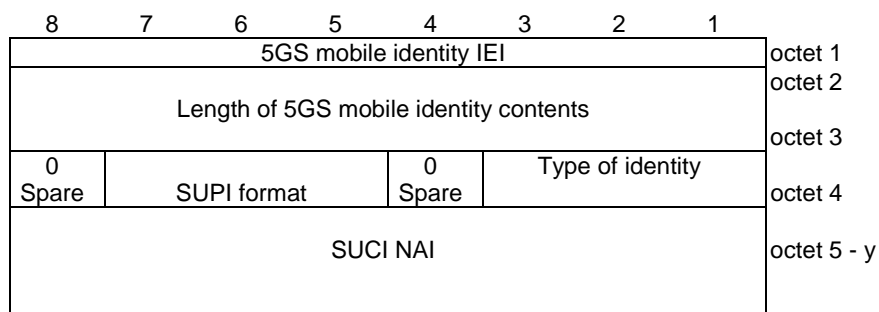 8 7 6 5 4 3 2 1
5GS mobile identity IEI octet 1
octet 2
Length of 5GS mobile identity contents
octet 3
0 0 Type of identity
Spare SUPI format Spare octet 4
SUCI NAI octet 5 - y